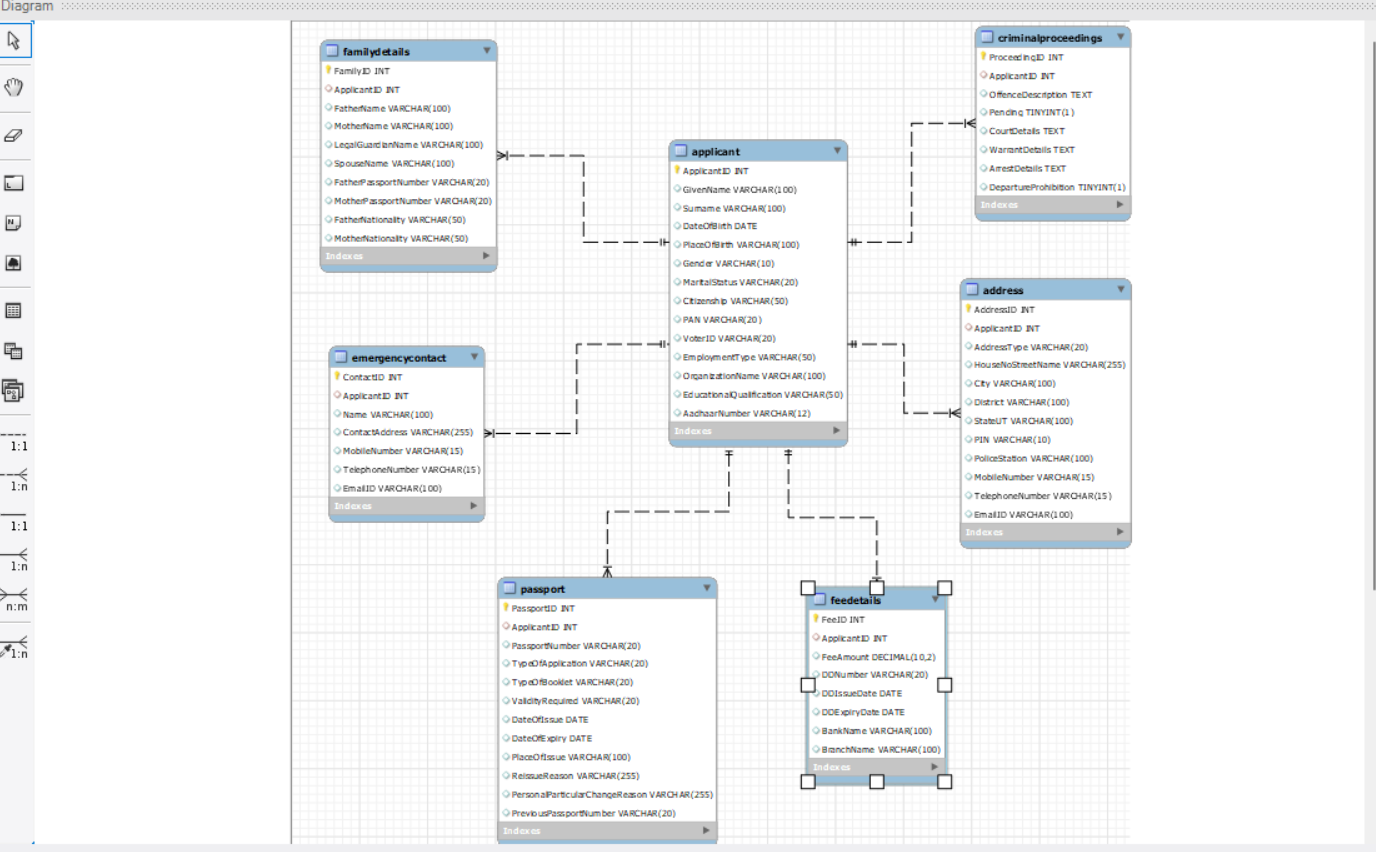 Diagram
familydetails
FamilyID INT
ApplicantID INT
FatherName VARCHAR(100)
MotherName VARCHAR(100)
LegalGuardianName VARCHAR(100)
SpouseName VARCHAR(100)
FatherPassportNumber VARCHAR(20)
MotherPassportNumber VARCHAR(20)
FatherNationality VARCHAR(50)
MotherNationality VARCHAR(50)
Indexes
emergencycontact
ContactID INT
ApplicantID INT
Name VARCHAR(100)
ContactAddress VARCHAR(255)
MobileNumber VARCHAR(15)
TelephoneNumber VARCHAR(15)
EmailID VARCHAR(100)
Indexes
applicant
ApplicantID INT
GivenName VARCHAR(100)
Surname VARCHAR(100)
DateOfBirth DATE
PlaceOfBirth VARCHAR(100)
Gender VARCHAR(10)
MaritalStatus VARCHAR(20)
Citizenship VARCHAR(50)
PAN VARCHAR(20)
VoterID VARCHAR(20)
EmploymentType VARCHAR(50)
OrganizationName VARCHAR(100)
EducationalQualification VARCHAR(50)
AadhaarNumber VARCHAR(12)
Indexes
criminalproceedings
ProceedingID INT
ApplicantID INT
OffenceDescription TEXT
Pending TINYINT(1)
CourtDetails TEXT
WarrantDetails TEXT
ArrestDetails TEXT
DepartureProhibition TINYINT(1)
Indexes
address
AddressID INT
ApplicantID INT
AddressType VARCHAR(20)
HouseNoStreetName VARCHAR(255)
City VARCHAR(100)
District VARCHAR(100)
StateUT VARCHAR(100)
PIN VARCHAR(10)
PoliceStation VARCHAR(100)
MobileNumber VARCHAR(15)
TelephoneNumber VARCHAR(15)
EmailID VARCHAR(100)
Indexes
passport
PassportID INT
ApplicantID INT
PassportNumber VARCHAR(20)
TypeOfApplication VARCHAR(20)
TypeOfBooklet VARCHAR(20)
ValidityRequired VARCHAR(20)
DateOfIssue DATE
DateOfExpiry DATE
PlaceOfIssue VARCHAR(100)
ReissueReason VARCHAR(255)
PersonalParticularChangeReason VARCHAR(255)
PreviousPassportNumber VARCHAR(20)
Indexes
feedetails
FeeID INT
ApplicantID INT
FeeAmount DECIMAL(10,2)
DDNumber VARCHAR(20)
DDIssueDate DATE
DDExpiryDate DATE
BankName VARCHAR(100)
BranchName VARCHAR(100)
Indexes
1:1
1:n
1:1
1:n
n:m
1:n